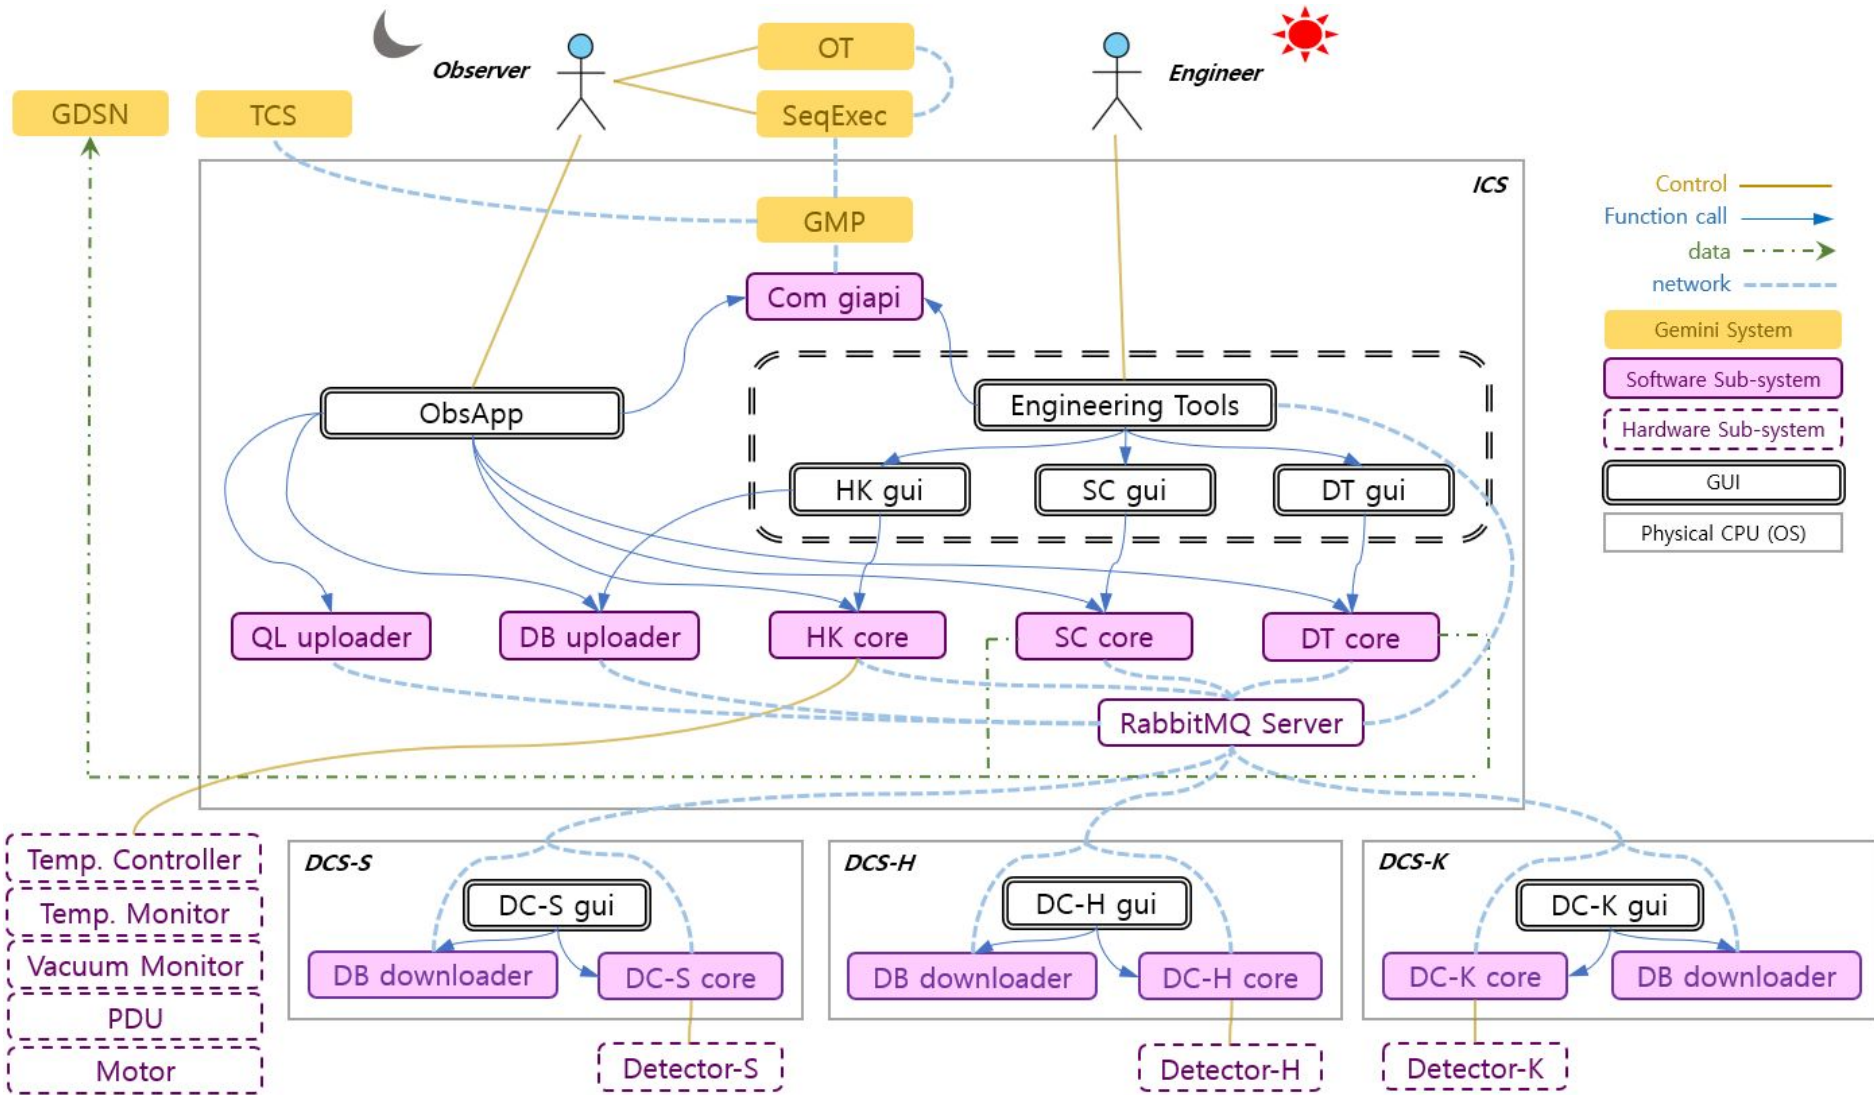 Observer
OT
Engineer
GDSN
TCS
SeqExec
ICS
GMP
Com giapi
ObsApp
Engineering Tools
HK gui
SC gui
DT gui
QL uploader
DB uploader
HK core
SC core
DT core
RabbitMQ Server
Control
Function call
data
network
Gemini System
Software Sub-system
Hardware Sub-system
GUI
Physical CPU (OS)
Temp. Controller
Temp. Monitor
Vacuum Monitor
PDU
Motor
DCS-S
DC-S gui
DB downloader
DC-S core
Detector-S
DCS-H
DC-H gui
DB downloader
DC-H core
Detector-H
DCS-K
DC-K gui
DC-K core
DB downloader
Detector-K